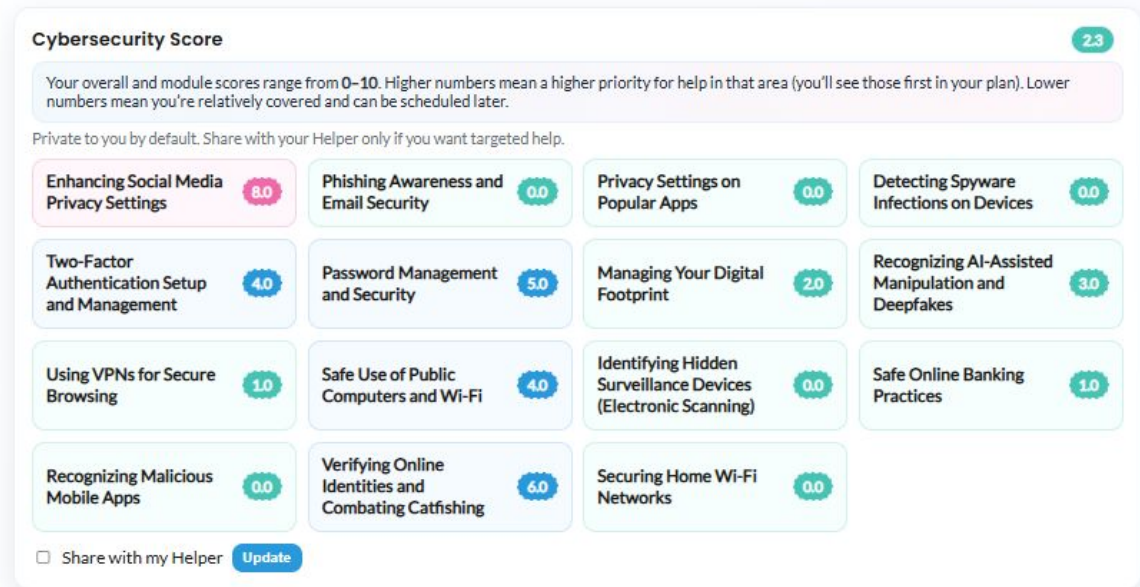 Cybersecurity Score
2.3
Your overall and module scores range from 0–10. Higher numbers mean a higher priority for help in that area (you'll see those first in your plan). Lower
numbers mean you're relatively covered and can be scheduled later.
Private to you by default. Share with your Helper only if you want targeted help.
Enhancing Social Media
Privacy Settings
8.0
Phishing Awareness and
Email Security
0.0
Privacy Settings on
Popular Apps
0.0
Detecting Spyware
Infections on Devices
0.0
Two-Factor
Authentication Setup
and Management
4.0
Password Management
and Security
5.0
Managing Your Digital
Footprint
2.0
Recognizing AI-Assisted
Manipulation and
Deepfakes
3.0
Using VPNs for Secure
Browsing
1.0
Safe Use of Public
Computers and Wi-Fi
4.0
Identifying Hidden
Surveillance Devices
(Electronic Scanning)
0.0
Safe Online Banking
Practices
1.0
Recognizing Malicious
Mobile Apps
0.0
Verifying Online
Identities and
Combating Catfishing
6.0
Securing Home Wi-Fi
Networks
0.0
Share with my Helper
Update